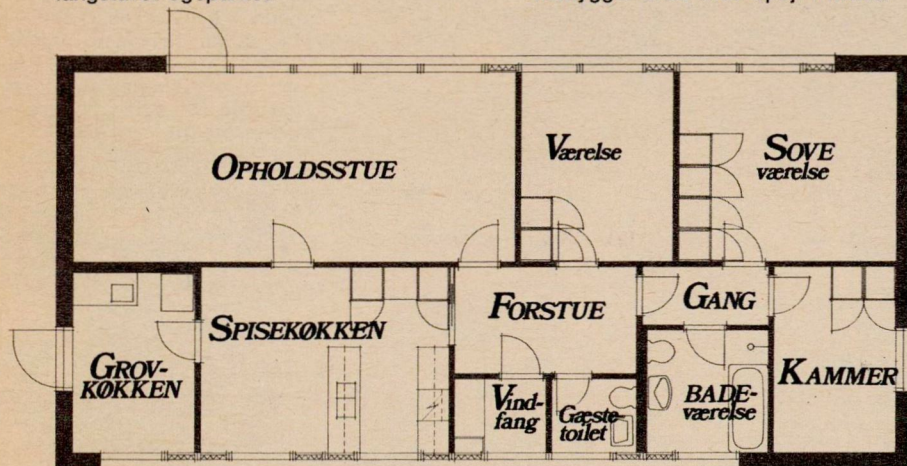 OPHOLDSSTUE
Værelse
SOVE
værelse
GROV-
KØKKEN
SPISEKØKKEN
FORSTUE
GANG
Vind-
fang
Gæste-
toilet
BADE-
værelse
KAMMER